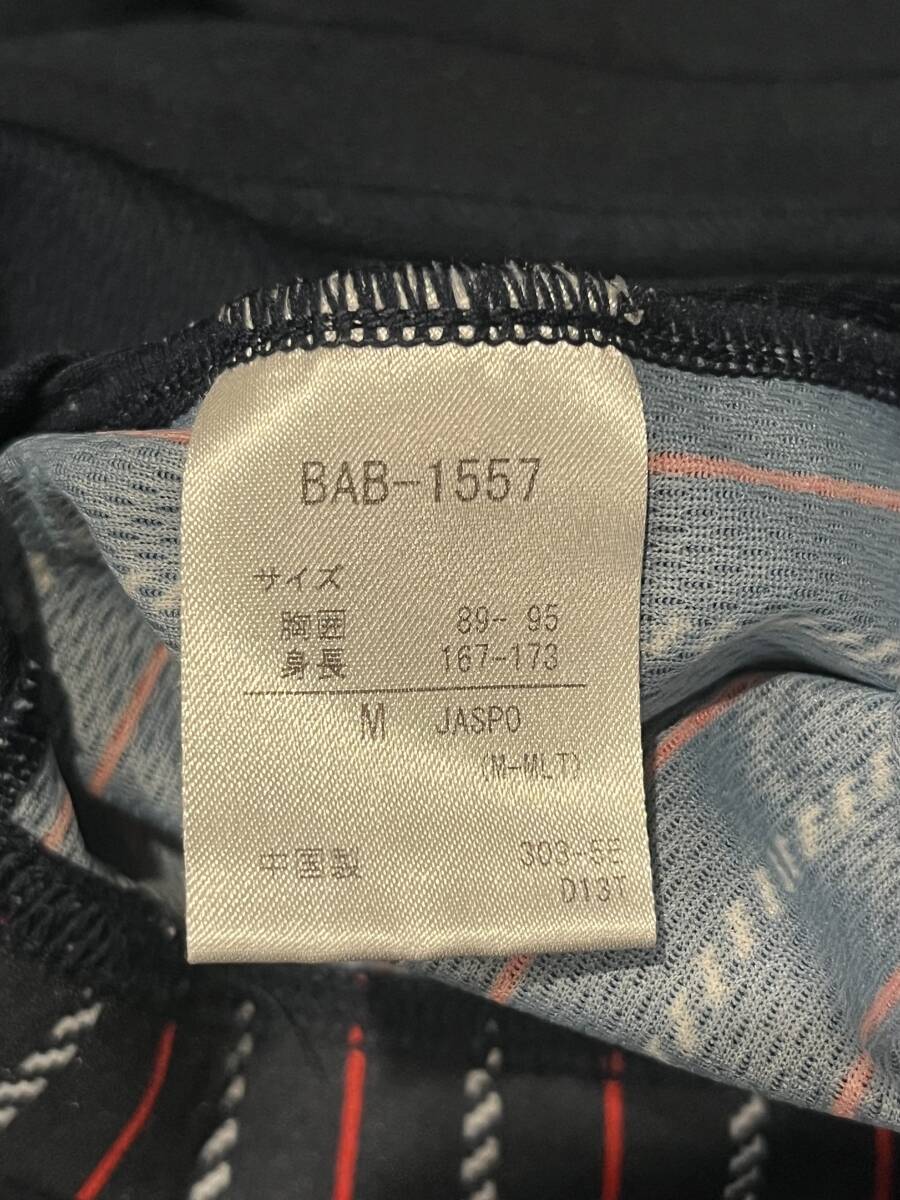 BAB-1557
サイズ
胸囲 89- 95
身長 167-173
M JASPO
(M-MLT)
中国製 303-5E
D13T